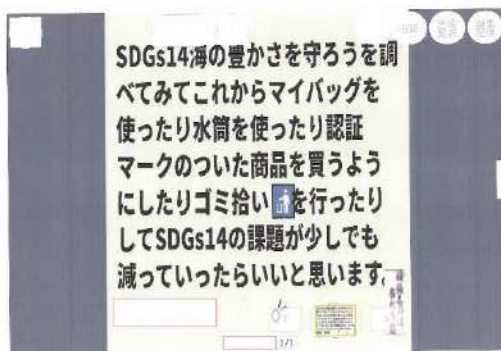 SDGs14海の豊かさを守ろうを調
べてみてこれからマイバッグを
使ったり水筒を使ったり認証
マークのついた商品を買うよう
にしたりゴミ拾い🚮を行ったり
してSDGs14の課題が少しでも
減っていったらいいと思います。
1/1